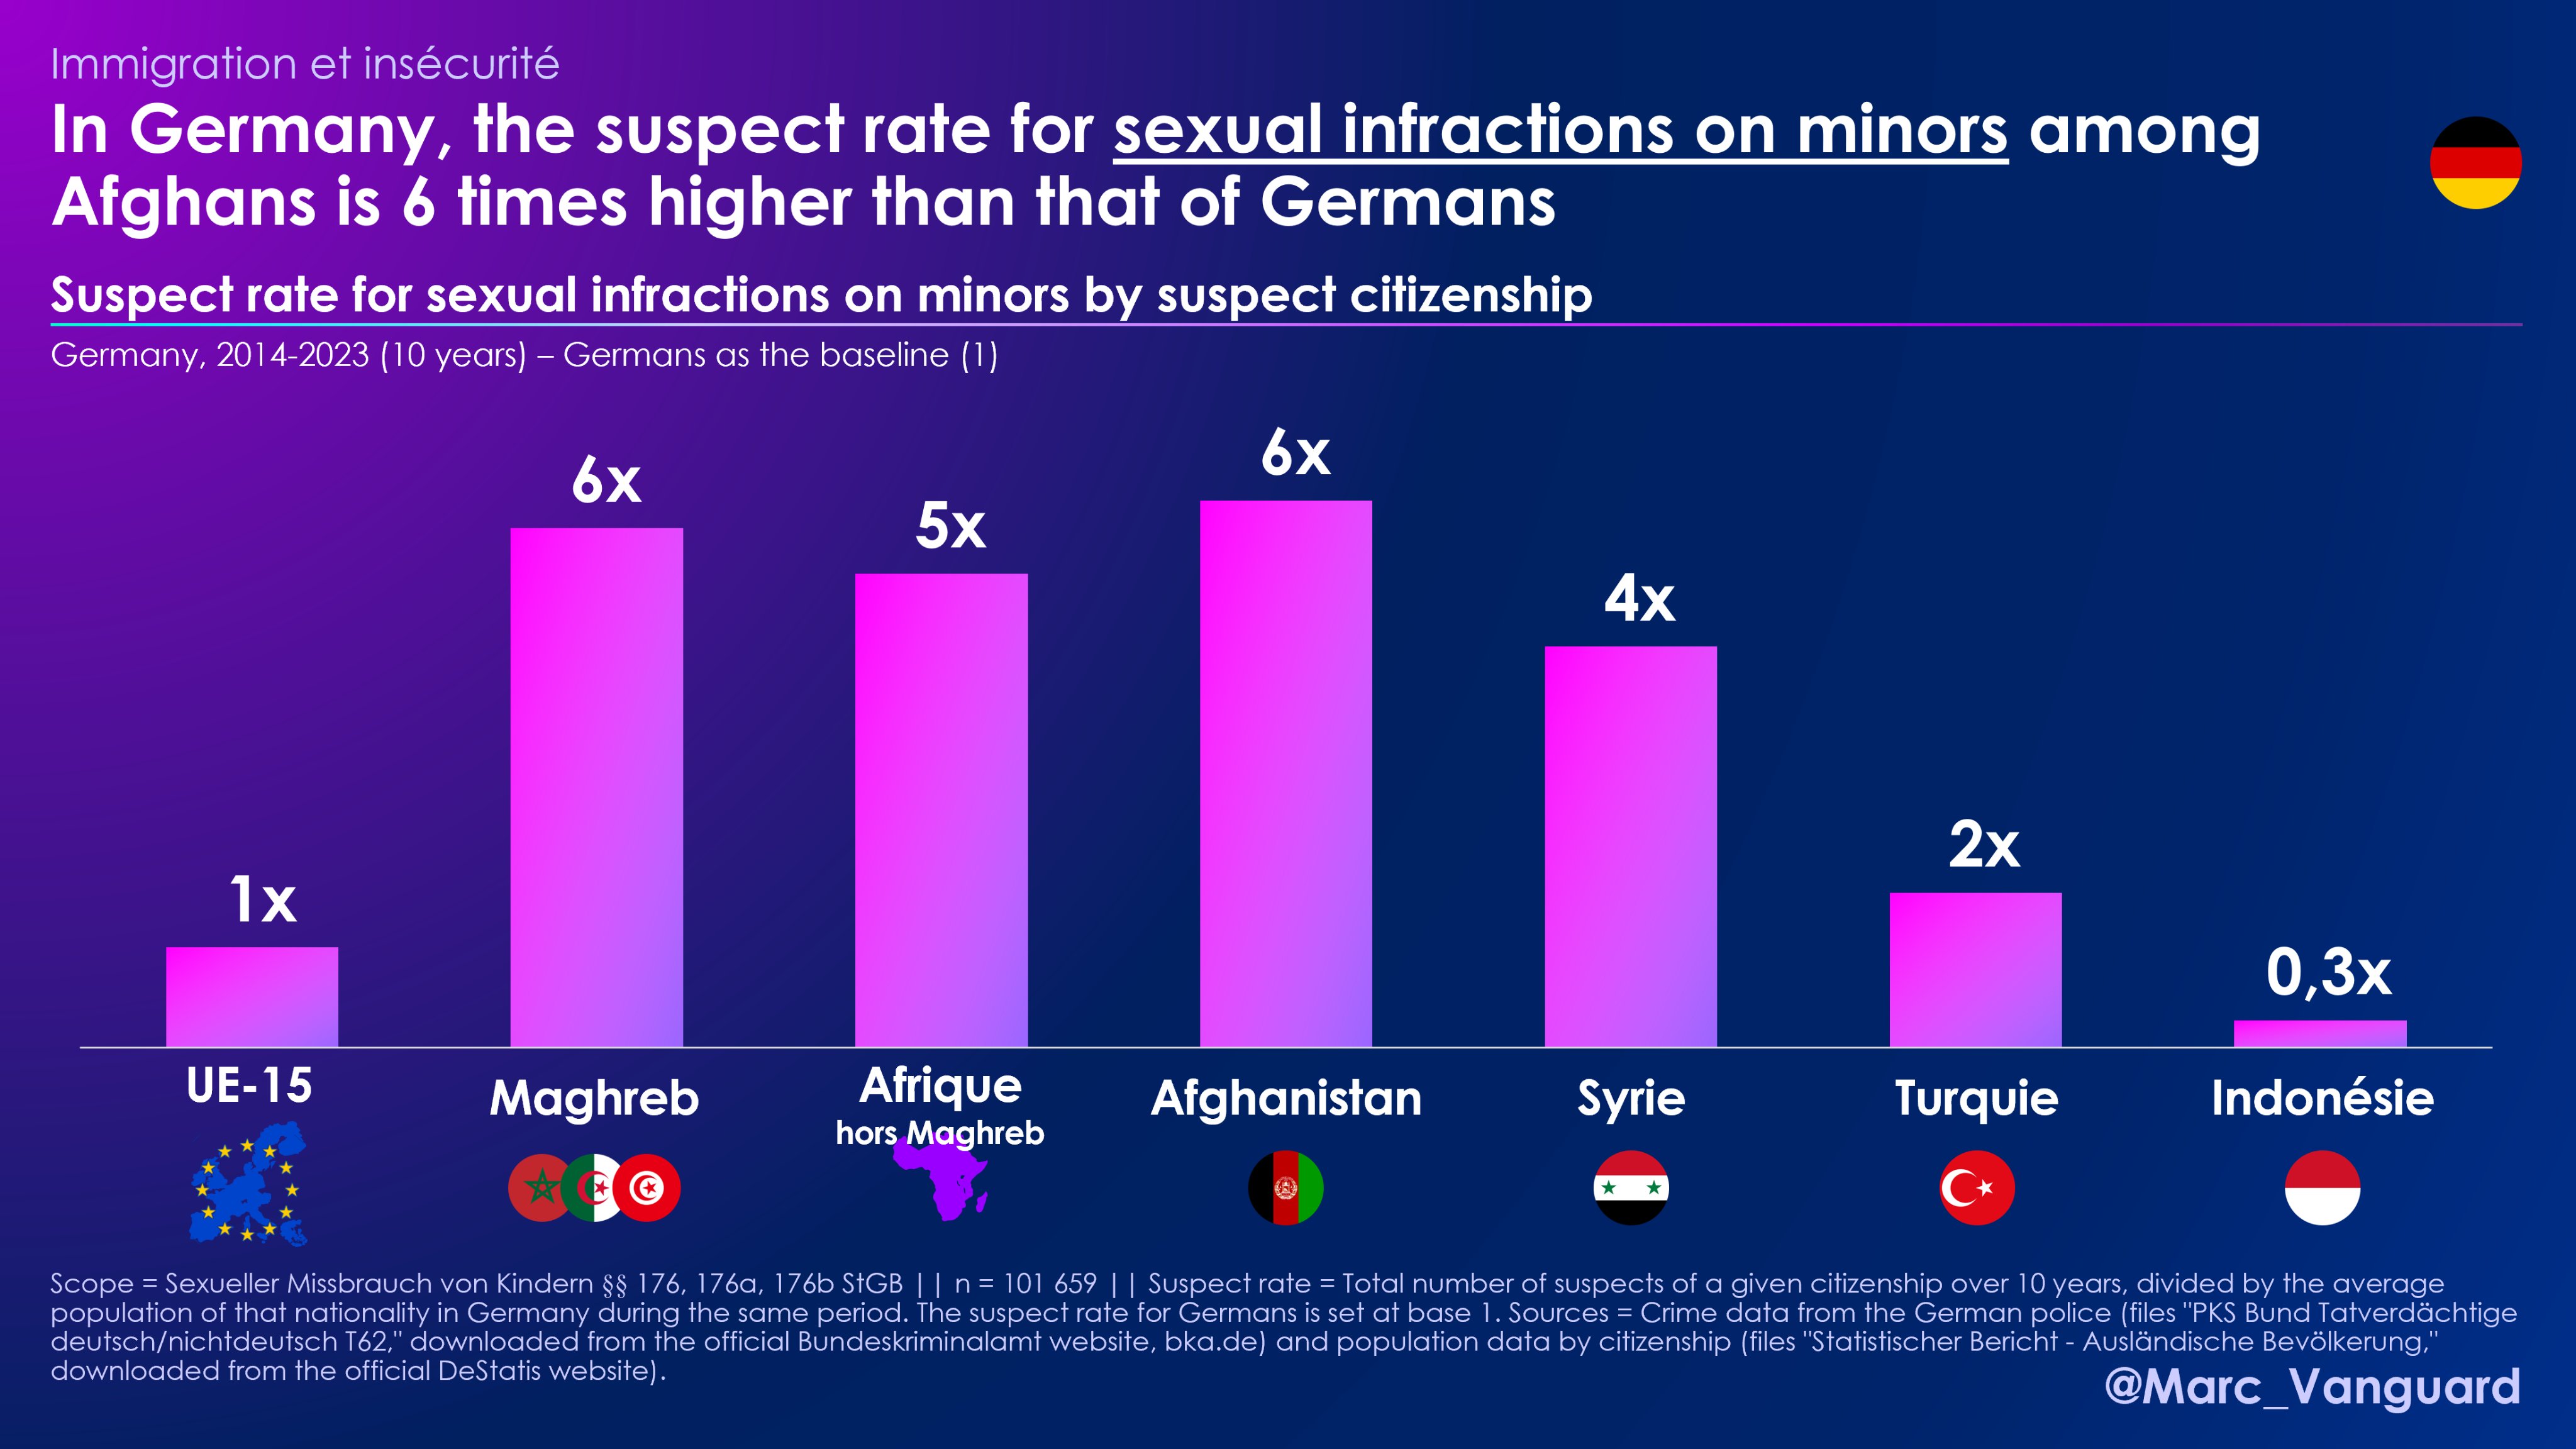 Immigration et insécurité
In Germany, the suspect rate for sexual infractions on minors among
Afghans is 6 times higher than that of Germans
Suspect rate for sexual infractions on minors by suspect citizenship
Germany, 2014-2023 (10 years) – Germans as the baseline (1)
1x
6x
5x
6x
4x
2x
0,3x
UE-15
Maghreb
Afrique
hors Maghreb
Afghanistan
Syrie
Turquie
Indonésie
Scope = Sexueller Missbrauch von Kindern §§ 176, 176a, 176b StGB || n = 101 659 || Suspect rate = Total number of suspects of a given citizenship over 10 years, divided by the average
population of that nationality in Germany during the same period. The suspect rate for Germans is set at base 1. Sources = Crime data from the German police (files "PKS Bund Tatverdächtige
deutsch/nichtdeutsch T62," downloaded from the official Bundeskriminalamt website, bka.de) and population data by citizenship (files "Statistischer Bericht - Ausländische Bevölkerung,"
downloaded from the official DeStatis website).
@Marc_Vanguard